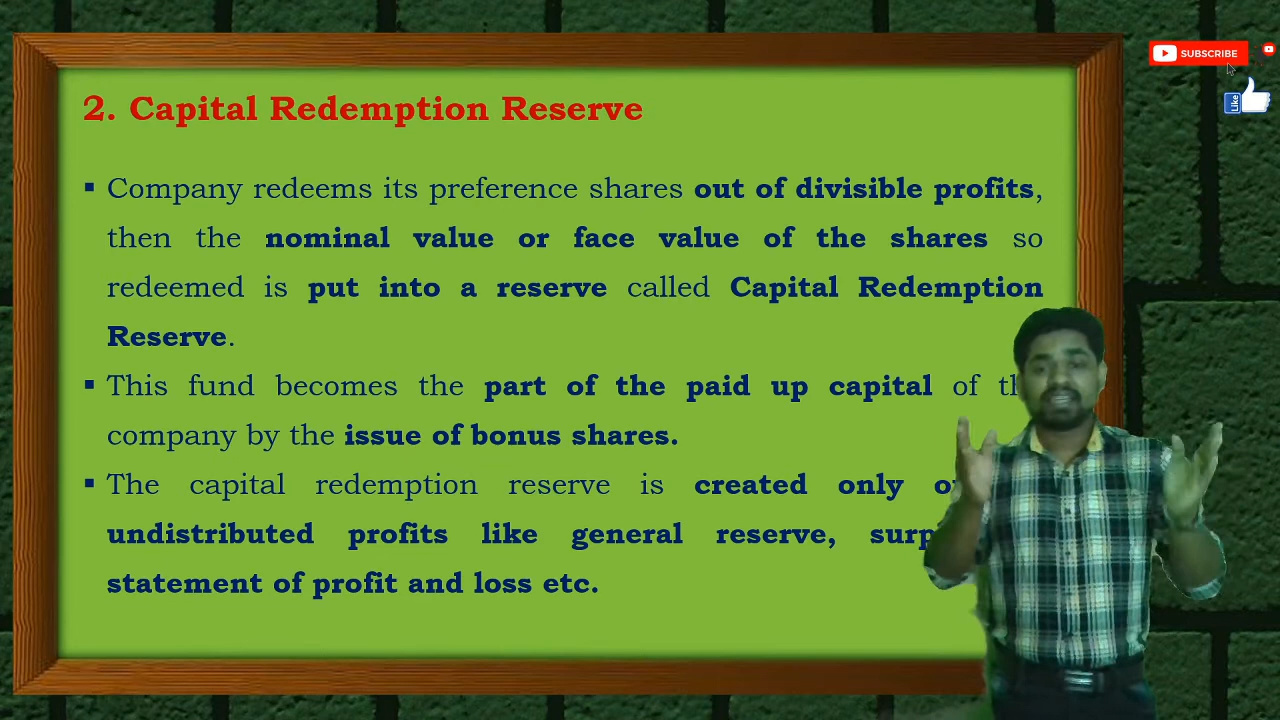 2. Capital Redemption Reserve
SUBSCRIBE
Like
▪ Company redeems its preference shares out of divisible profits,
then the nominal value or face value of the shares so
redeemed is put into a reserve called Capital Redemption
Reserve.
▪ This fund becomes the part of the paid up capital of
company by the issue of bonus shares.
▪ The capital redemption reserve is created only
undistributed profits like general reserve,
statement of profit and loss etc.